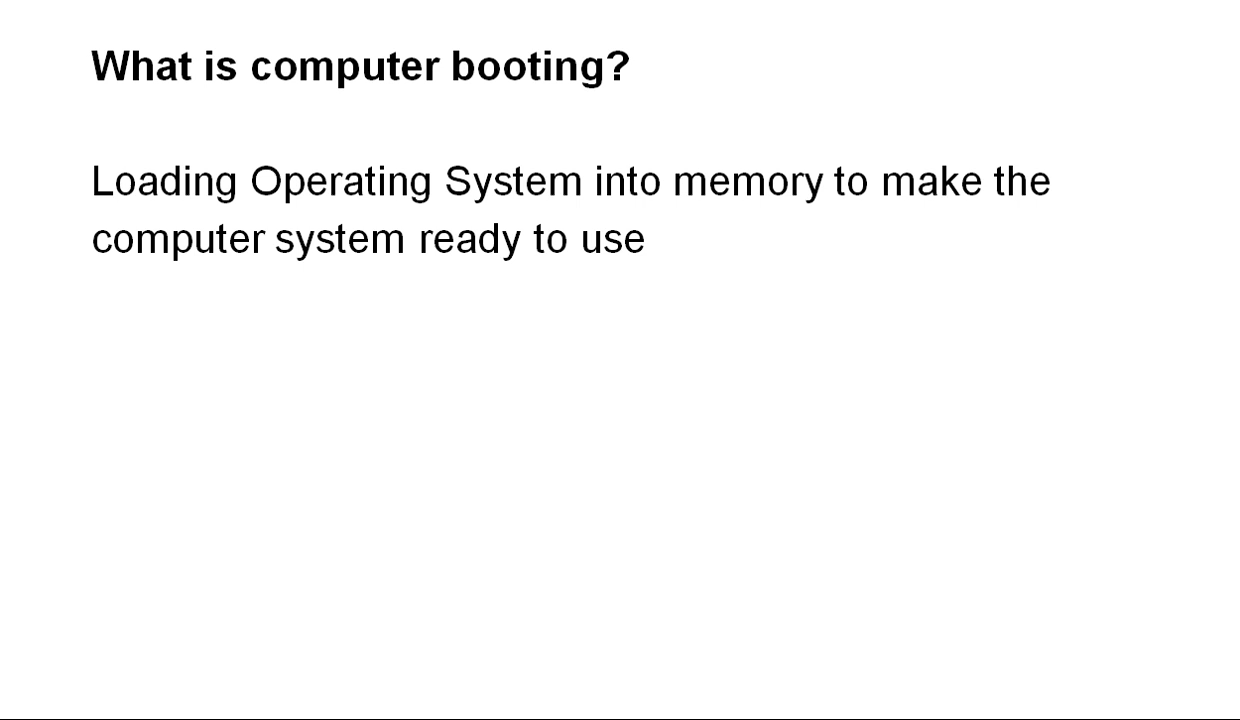 What is computer booting?
Loading Operating System into memory to make the
computer system ready to use